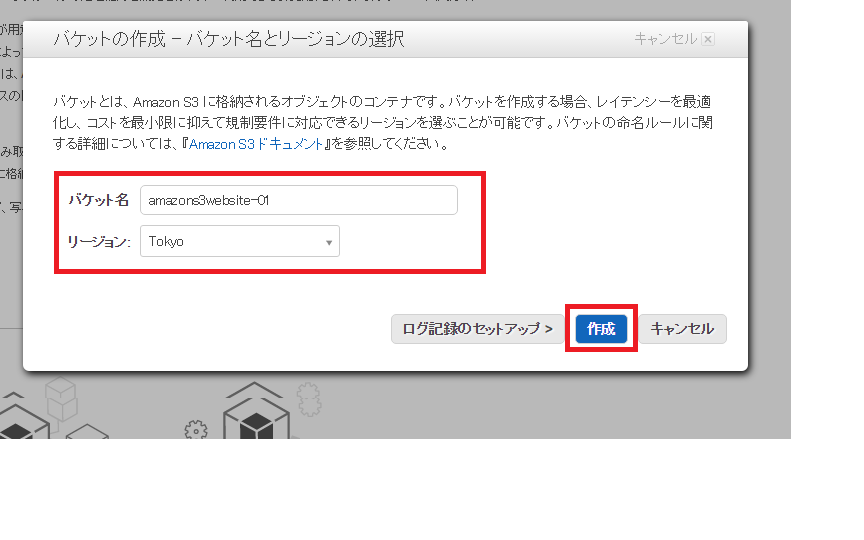 バケットの作成 – バケット名とリージョンの選択
キャンセル
バケットとは、Amazon S3 に格納されるオブジェクトのコンテナです。バケットを作成する場合、レイテンシーを最適
化し、コストを最小限に抑えて規制要件に対応できるリージョンを選ぶことが可能です。バケットの命名ルールに関
する詳細については、『Amazon S3 ドキュメント』を参照してください。
バケット名 amazons3website-01
リージョン: Tokyo
ログ記録のセットアップ > 作成 キャンセル